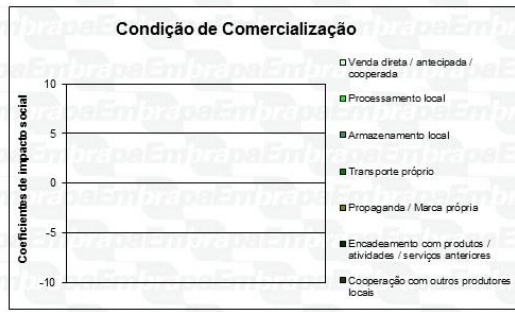 Condição de Comercialização
Coeficientes de impacto social
10
5
0
-5
-10
Venda direta / antecipada /
cooperada
Processamento local
Armazenamento local
Transporte próprio
Propaganda / Marca própria
Encadeamento com produtos /
atividades / serviços anteriores
Cooperação com outros produtores
locais